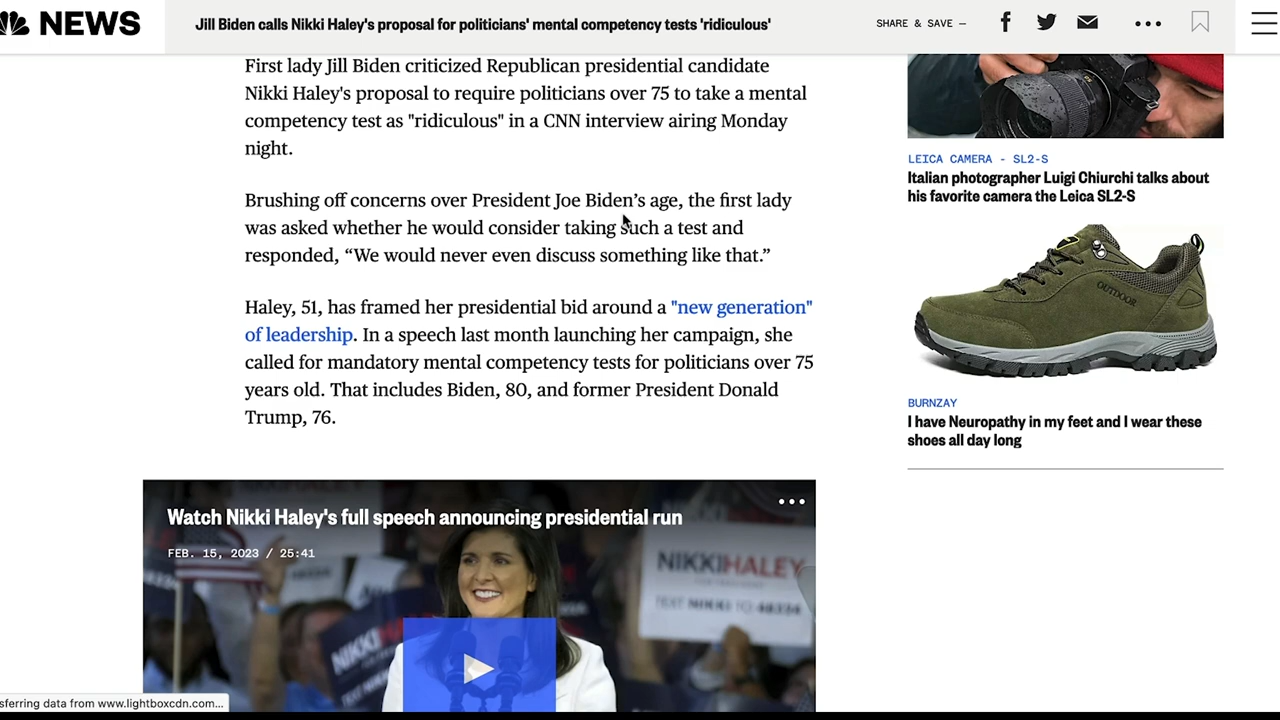 NEWS
Jill Biden calls Nikki Haley's proposal for politicians' mental competency tests 'ridiculous'
SHARE & SAVE —
First lady Jill Biden criticized Republican presidential candidate
Nikki Haley's proposal to require politicians over 75 to take a mental
competency test as "ridiculous" in a CNN interview airing Monday
night.
Brushing off concerns over President Joe Biden’s age, the first lady
was asked whether he would consider taking such a test and
responded, “We would never even discuss something like that.”
Haley, 51, has framed her presidential bid around a "new generation"
of leadership. In a speech last month launching her campaign, she
called for mandatory mental competency tests for politicians over 75
years old. That includes Biden, 80, and former President Donald
Trump, 76.
Watch Nikki Haley's full speech announcing presidential run
FEB. 15, 2023 / 25:41
NIKKI HALEY
TEXT NIKKI TO 48224
NIKKI
LEICA CAMERA - SL2-S
Italian photographer Luigi Chiurchi talks about
his favorite camera the Leica SL2-S
OUTDOOR
BURNZAY
I have Neuropathy in my feet and I wear these
shoes all day long
sferring data from www.lightboxcdn.com...